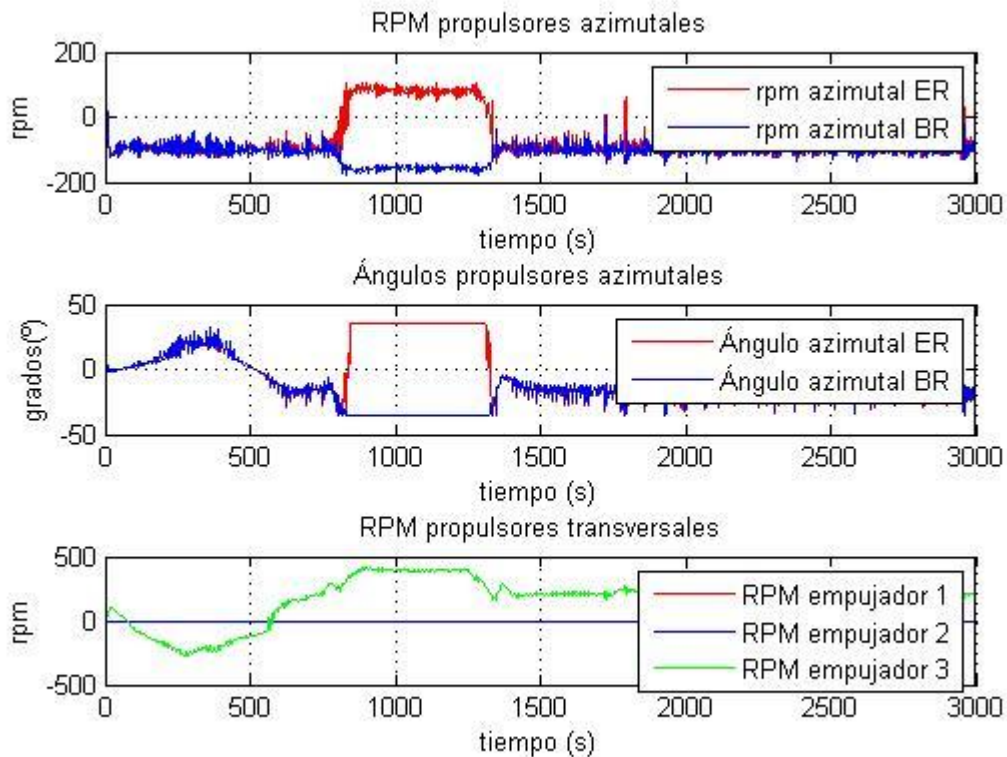 RPM propulsores azimutales
200
0
-200
rpm
rpm azimutal ER
rpm azimutal BR
0 500 1000 1500 2000 2500 3000
tiempo (s)
Ángulos propulsores azimutales
50
0
-50
grados(º)
Ángulo azimutal ER
Ángulo azimutal BR
0 500 1000 1500 2000 2500 3000
tiempo (s)
RPM propulsores transversales
500
0
-500
rpm
RPM empujador 1
RPM empujador 2
RPM empujador 3
0 500 1000 1500 2000 2500 3000
tiempo (s)